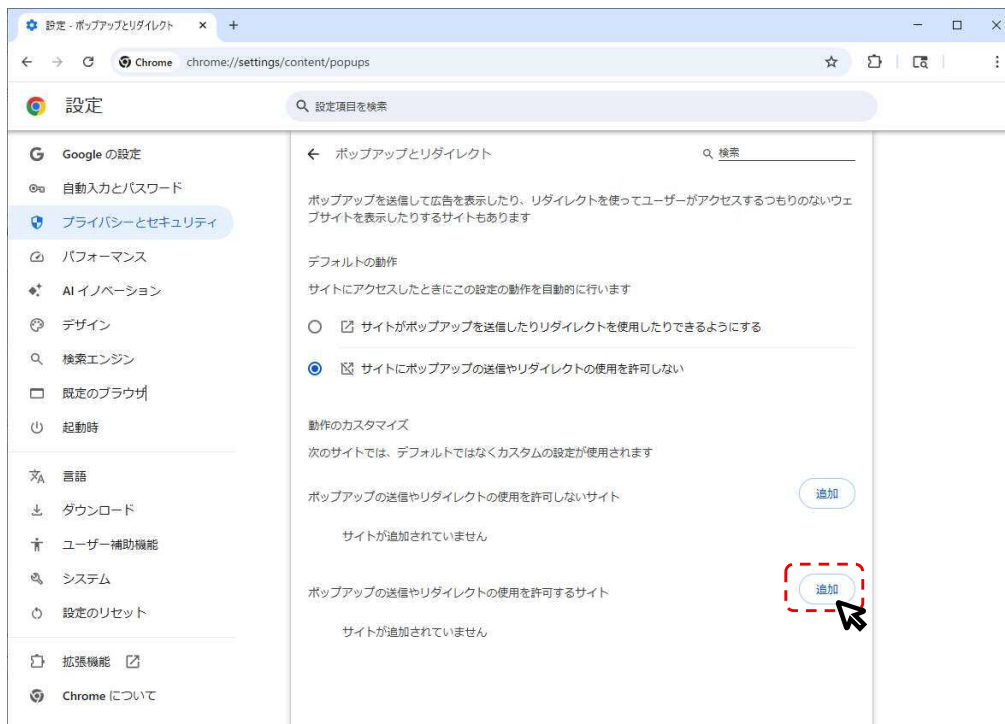 設定 - ポップアップとリダイレクト
Chrome chrome://settings/content/popups
設定
設定項目を検索
Google の設定
自動入力とパスワード
プライバシーとセキュリティ
パフォーマンス
AI イノベーション
デザイン
検索エンジン
既定のブラウザ
起動時
言語
ダウンロード
ユーザー補助機能
システム
設定のリセット
拡張機能
Chrome について
ポップアップとリダイレクト
検索
ポップアップを送信して広告を表示したり、リダイレクトを使ってユーザーがアクセスするつもりのないウェ
ブサイトを表示したりするサイトもあります
デフォルトの動作
サイトにアクセスしたときにこの設定の動作を自動的に行います
サイトがポップアップを送信したりリダイレクトを使用したりできるようにする
サイトにポップアップの送信やリダイレクトの使用を許可しない
動作のカスタマイズ
次のサイトでは、デフォルトではなくカスタムの設定が使用されます
ポップアップの送信やリダイレクトの使用を許可しないサイト
追加
サイトが追加されていません
ポップアップの送信やリダイレクトの使用を許可するサイト
追加
サイトが追加されていません